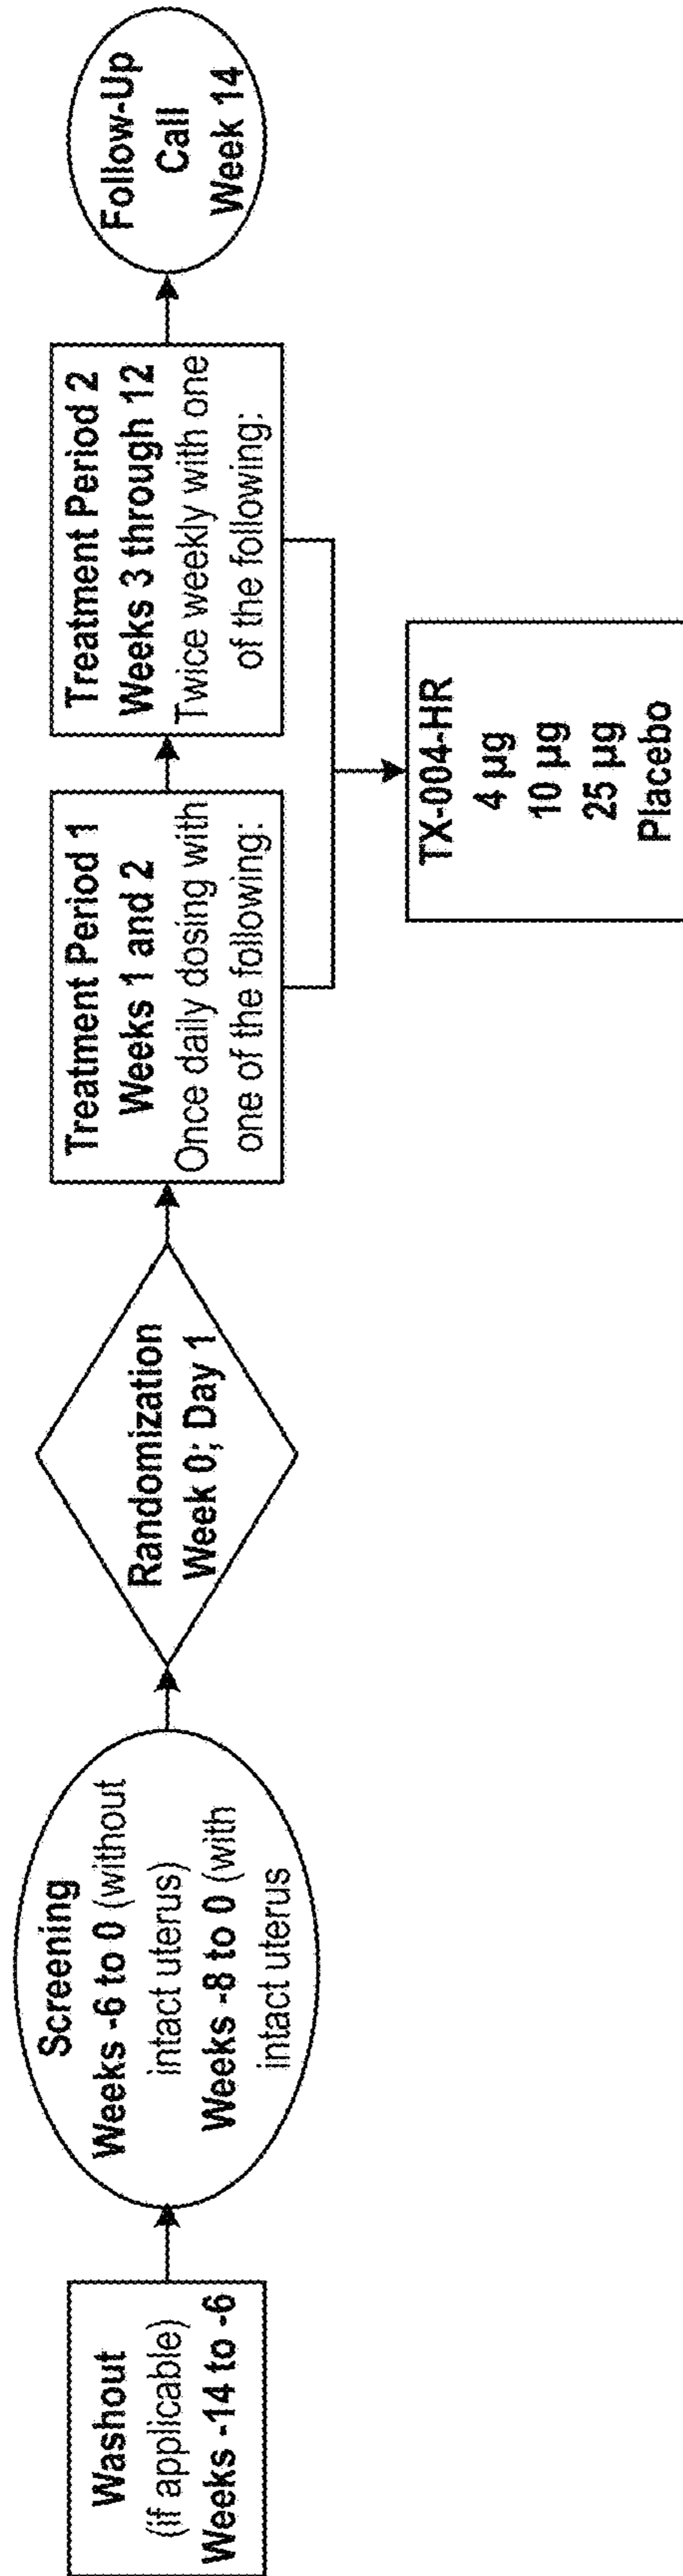 Washout
(if applicable)
Weeks -14 to -6
Screening
Weeks -6 to 0 (without
intact uterus)
Weeks -8 to 0 (with
intact uterus
Randomization
Week 0; Day 1
Treatment Period 1
Weeks 1 and 2
Once daily dosing with
one of the following:
Treatment Period 2
Weeks 3 through 12
Twice weekly with one
of the following:
Follow-Up
Call
Week 14
TX-004-HR
4 µg
10 µg
25 µg
Placebo